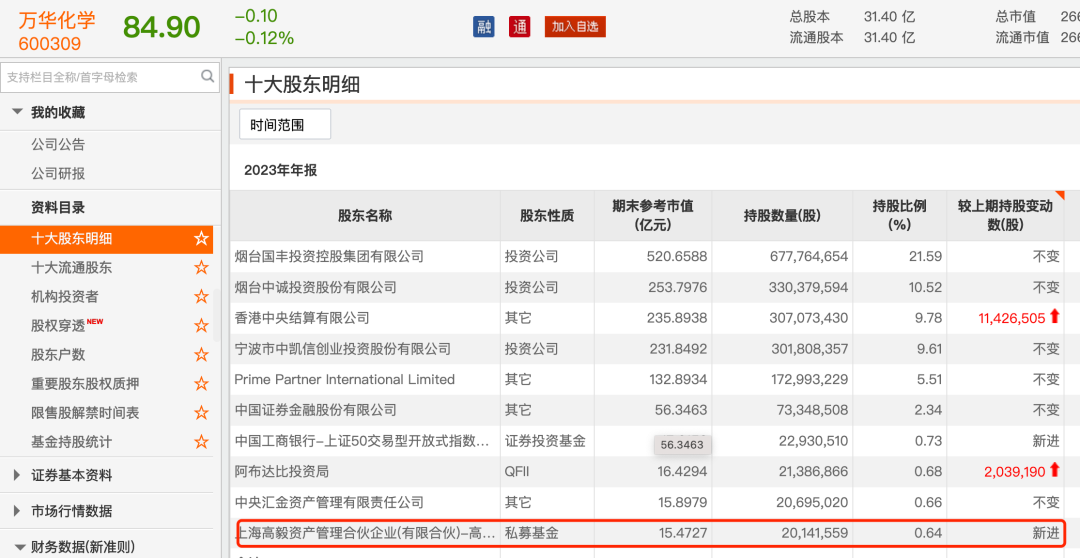 万华化学 84.90 -0.10 融 通 加入自选 总股本 31.40 亿 总市值
600309 -0.12% 流通股本 31.40 亿 流通市值
支持栏目全称/首字母检索
我的收藏
公司公告
公司研报
资料目录
十大股东明细
十大流通股东
机构投资者
股权穿透NEW
股东户数
重要股东股权质押
限售股解禁时间表
基金持股统计
证券基本资料
市场行情数据
财务数据(新准则)
十大股东明细
时间范围
2023年年报
股东名称 股东性质 期末参考市值(亿元) 持股数量(股) 持股比例(%) 较上期持股变动数(股)
烟台国丰投资控股集团有限公司 投资公司 520.6588 677,764,654 21.59 不变
烟台中诚投资股份有限公司 投资公司 253.7976 330,379,594 10.52 不变
香港中央结算有限公司 其它 235.8938 307,073,430 9.78 11,426,505
宁波市中凯信创业投资股份有限公司 投资公司 231.8492 301,808,357 9.61 不变
Prime Partner International Limited 其它 132.8934 172,993,229 5.51 不变
中国证券金融股份有限公司 其它 56.3463 73,348,508 2.34 不变
中国工商银行-上证50交易型开放式指数... 证券投资基金 56.3463 22,930,510 0.73 新进
阿布达比投资局 QFII 16.4294 21,386,866 0.68 2,039,190
中央汇金资产管理有限责任公司 其它 15.8979 20,695,020 0.66 不变
上海高毅资产管理合伙企业(有限合伙)-高... 私募基金 15.4727 20,141,559 0.64 新进